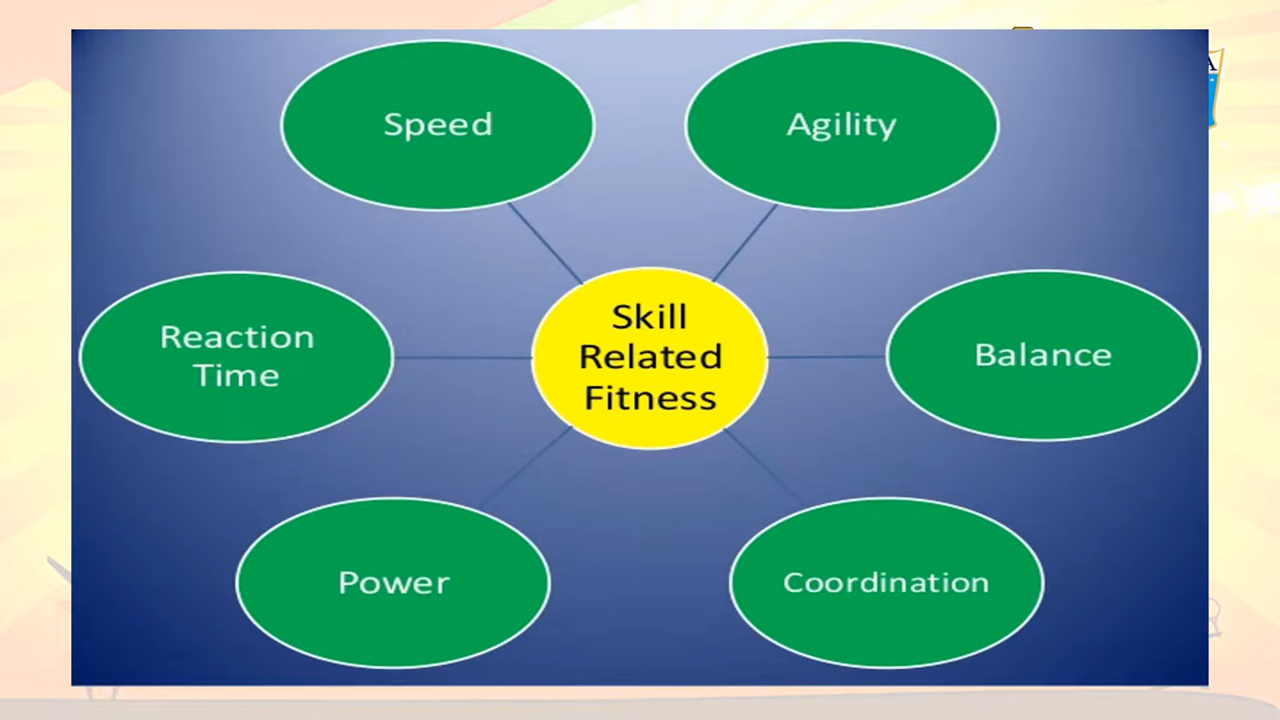 Speed
Agility
Skill
Related
Fitness
Reaction
Time
Balance
Power
Coordination